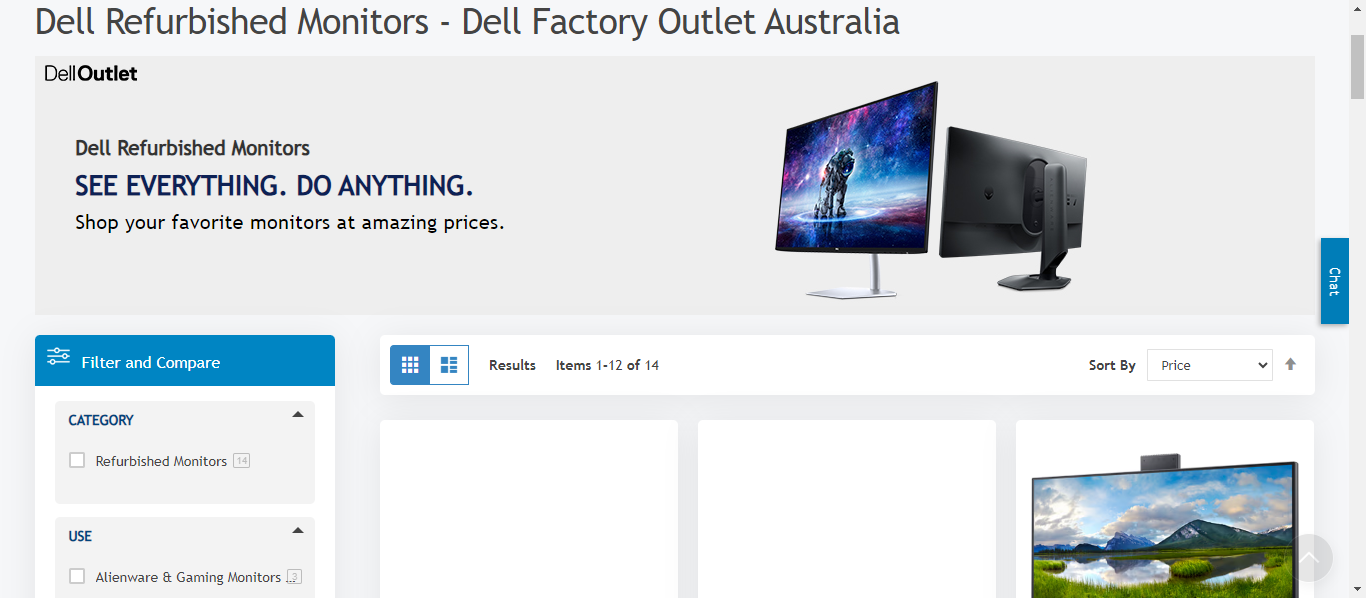 Dell Refurbished Monitors - Dell Factory Outlet Australia
DellOutlet
Dell Refurbished Monitors
SEE EVERYTHING. DO ANYTHING.
Shop your favorite monitors at amazing prices.
Chat
Filter and Compare
Results Items 1-12 of 14
Sort By Price
CATEGORY
Refurbished Monitors 14
USE
Alienware & Gaming Monitors ... 3